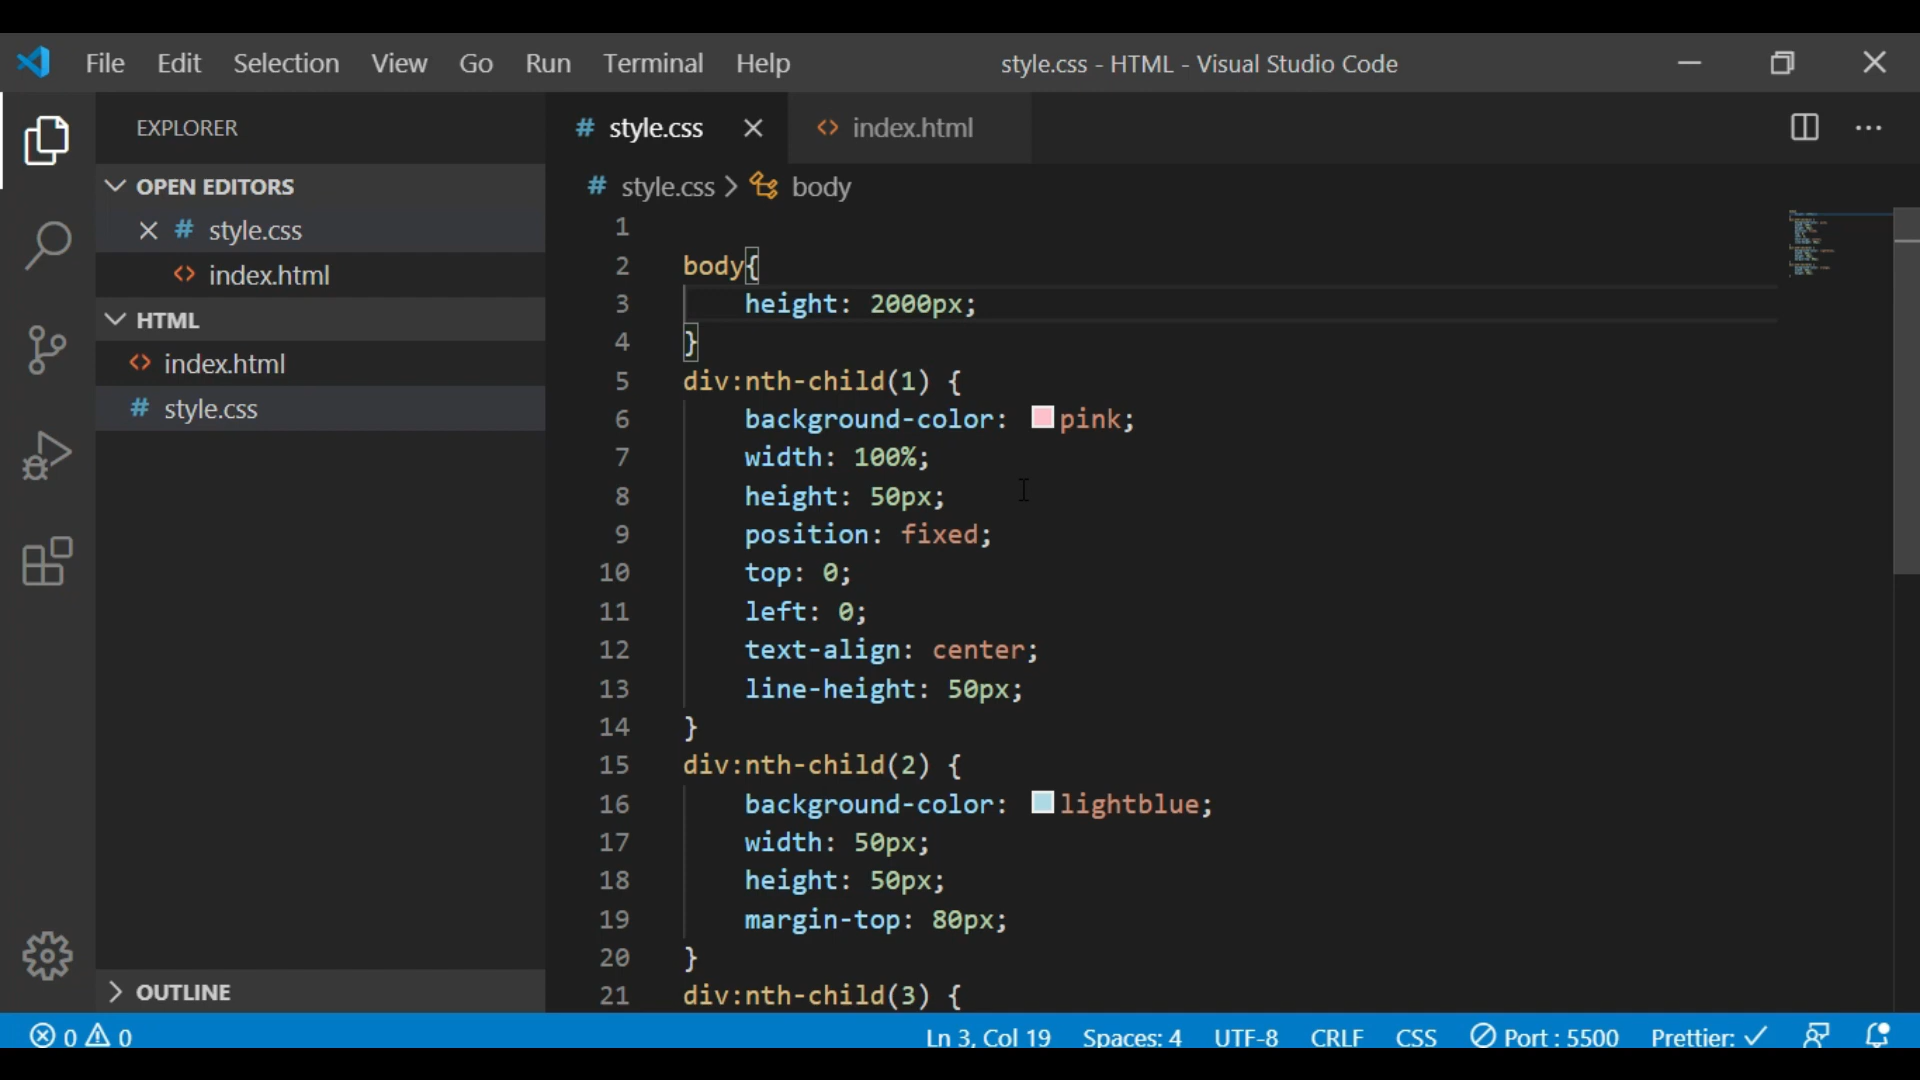 File Edit Selection View Go Run Terminal Help style.css - HTML - Visual Studio Code
EXPLORER
OPEN EDITORS
# style.css
<> index.html
HTML
<> index.html
# style.css
OUTLINE
# style.css <> index.html
# style.css > body
1
2 body{
3 height: 2000px;
4 }
5 div:nth-child(1) {
6 background-color: pink;
7 width: 100%;
8 height: 50px;
9 position: fixed;
10 top: 0;
11 left: 0;
12 text-align: center;
13 line-height: 50px;
14 }
15 div:nth-child(2) {
16 background-color: lightblue;
17 width: 50px;
18 height: 50px;
19 margin-top: 80px;
20 }
21 div:nth-child(3) {
0 0 Ln 3, Col 19 Spaces: 4 UTF-8 CRLF CSS Port : 5500 Prettier: ✓